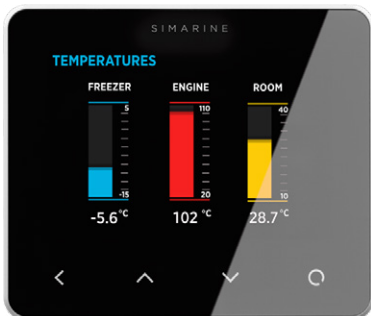 SIMARINE
TEMPERATURES
FREEZER ENGINE ROOM
5 110 40
-15 20 10
-5.6°C 102 °C 28.7°C